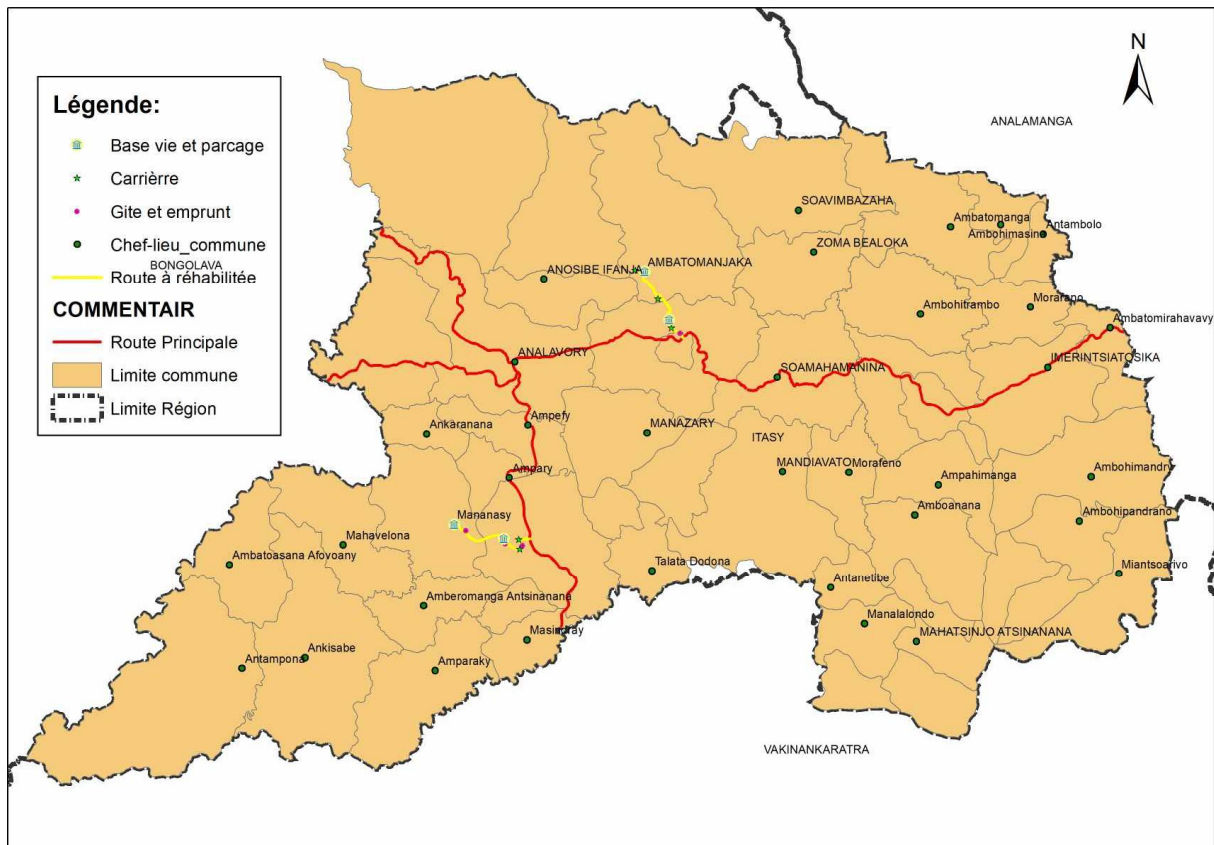 N
Légende:
Base vie et parcage
Carrièrre
Gite et emprunt
Chef-lieu_commune
BONGOLAVA
Route à réhabilitée
COMMENTAIR
Route Principale
Limite commune
Limite Région
ANALAMANGA
SOAVIMBAZAHA
Ambatomanga
Ambohimasina
Antambolo
ZOMA BEALOKA
AMBATOMANJAKA
ANOSIBE IFANJA
Ambohitrambo
Morarano
Ambatomirahavavy
ANALAVORY
IMERINTSIATOSIKA
SOAMAHAMANINA
Ankaranana
Ampefy
MANAZARY
ITASY
MANDIAVATO
Morafeno
Ampahimanga
Ambohimandry
Ampary
Amboanana
Ambohipandrano
Mananasy
Mahavelona
Ambatoasana Afovoany
Talata Dodona
Antanetibe
Miantsoarivo
Amberomanga Antsinanana
Manalalondo
MAHATSINJO ATSINANANA
Antampona
Ankisabe
Amparaky
VAKINANKARATRA